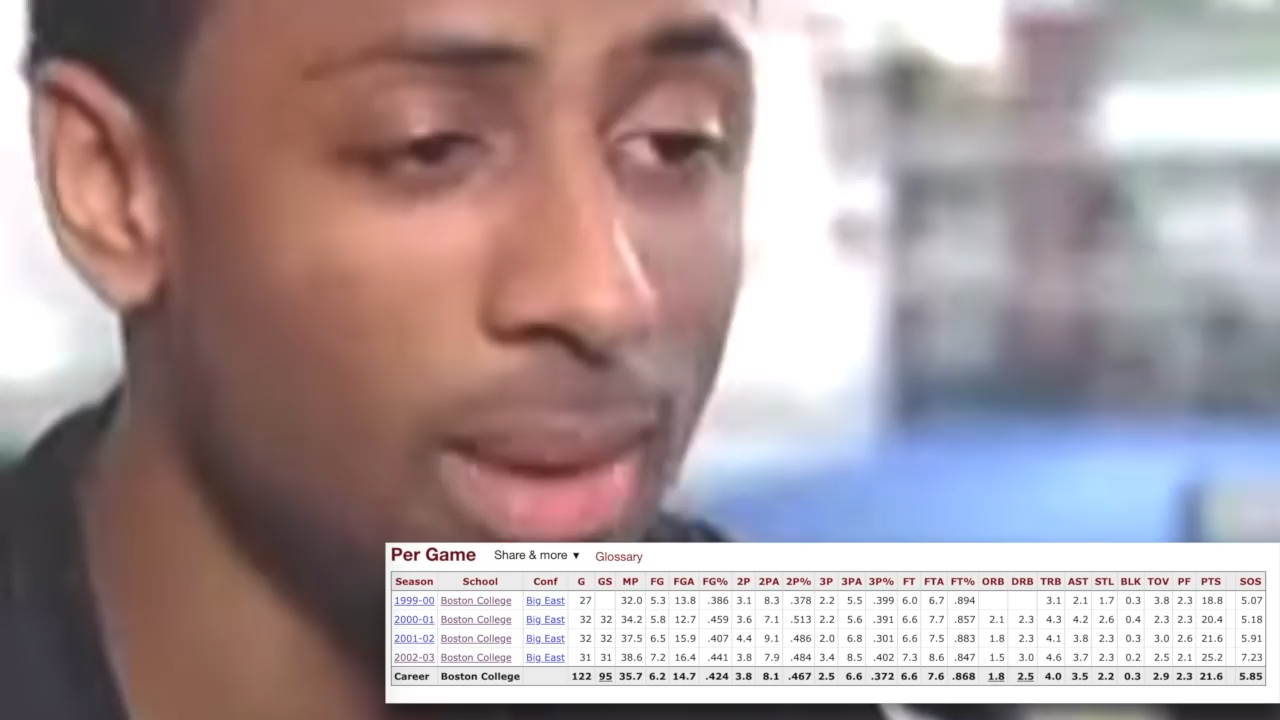 Per Game Share & more ▼ Glossary
Season School Conf G GS MP FG FGA FG% 2P 2PA 2P% 3P 3PA 3P% FT FTA FT% ORB DRB TRB AST STL BLK TOV PF PTS SOS
1999-00 Boston College Big East 27 32.0 5.3 13.8 .386 3.1 8.3 .378 2.2 5.5 .399 6.0 6.7 .894 3.1 2.1 1.7 0.3 3.8 2.3 18.8 5.07
2000-01 Boston College Big East 32 32 34.2 5.8 12.7 .459 3.6 7.1 .513 2.2 5.6 .391 6.6 7.7 .857 2.1 2.3 4.3 4.2 2.6 0.4 2.3 2.3 20.4 5.18
2001-02 Boston College Big East 32 32 37.5 6.5 15.9 .407 4.4 9.1 .486 2.0 6.8 .301 6.6 7.5 .883 1.8 2.3 4.1 3.8 2.3 0.3 3.0 2.6 21.6 5.91
2002-03 Boston College Big East 31 31 38.6 7.2 16.4 .441 3.8 7.9 .484 3.4 8.5 .402 7.3 8.6 .847 1.5 3.0 4.6 3.7 2.3 0.2 2.5 2.1 25.2 7.23
Career Boston College 122 95 35.7 6.2 14.7 .424 3.8 8.1 .467 2.5 6.6 .372 6.6 7.6 .868 1.8 2.5 4.0 3.5 2.2 0.3 2.9 2.3 21.6 5.85